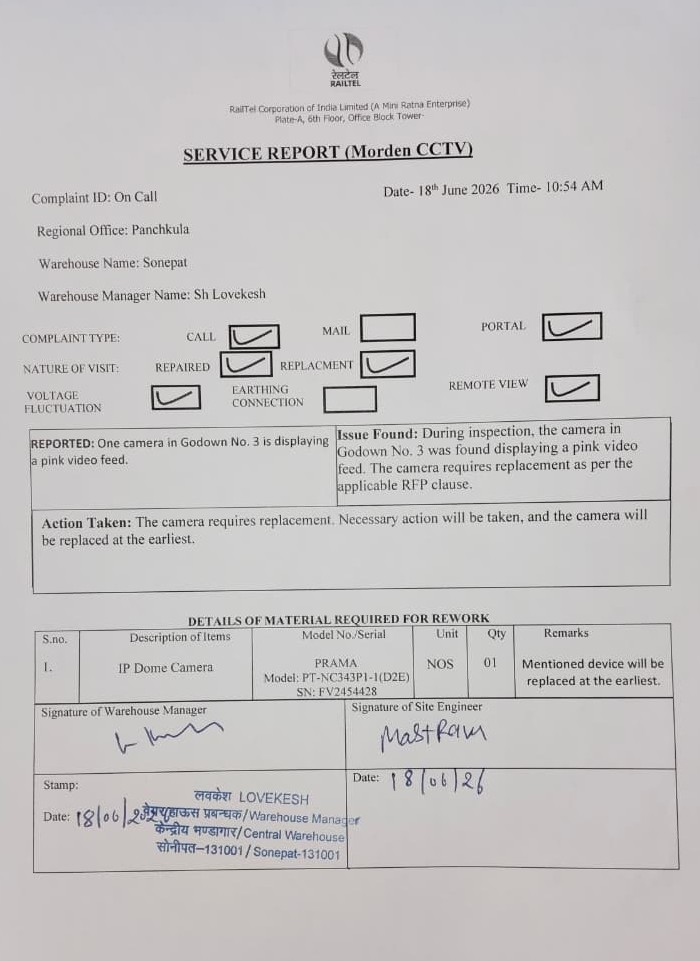 रेलटेल
RAILTEL
RailTel Corporation of India Limited (A Mini Ratna Enterprise)
Plate-A, 6th Floor, Office Block Tower-
SERVICE REPORT (Morden CCTV)
Complaint ID: On Call
Date- 18th June 2026 Time- 10:54 AM
Regional Office: Panchkula
Warehouse Name: Sonepat
Warehouse Manager Name: Sh Lovekesh
COMPLAINT TYPE: CALL MAIL PORTAL
NATURE OF VISIT: REPAIRED REPLACMENT
VOLTAGE FLUCTUATION EARTHING CONNECTION REMOTE VIEW
REPORTED: One camera in Godown No. 3 is displaying
a pink video feed.
Issue Found: During inspection, the camera in
Godown No. 3 was found displaying a pink video
feed. The camera requires replacement as per the
applicable RFP clause.
Action Taken: The camera requires replacement. Necessary action will be taken, and the camera will
be replaced at the earliest.
DETAILS OF MATERIAL REQUIRED FOR REWORK
S.no. Description of Items Model No./Serial Unit Qty Remarks
1. IP Dome Camera PRAMA NOS 01 Mentioned device will be
Model: PT-NC343P1-1(D2E) replaced at the earliest.
SN: FV2454428
Signature of Warehouse Manager
Signature of Site Engineer
MastRam
Stamp:
Date: 18/06/26
लवकेश LOVEKESH
Date: 18/06/2
वेअरहाऊस प्रबन्धक/Warehouse Manager
केन्द्रीय भण्डागार/Central Warehouse
सोनीपत–131001 / Sonepat-131001